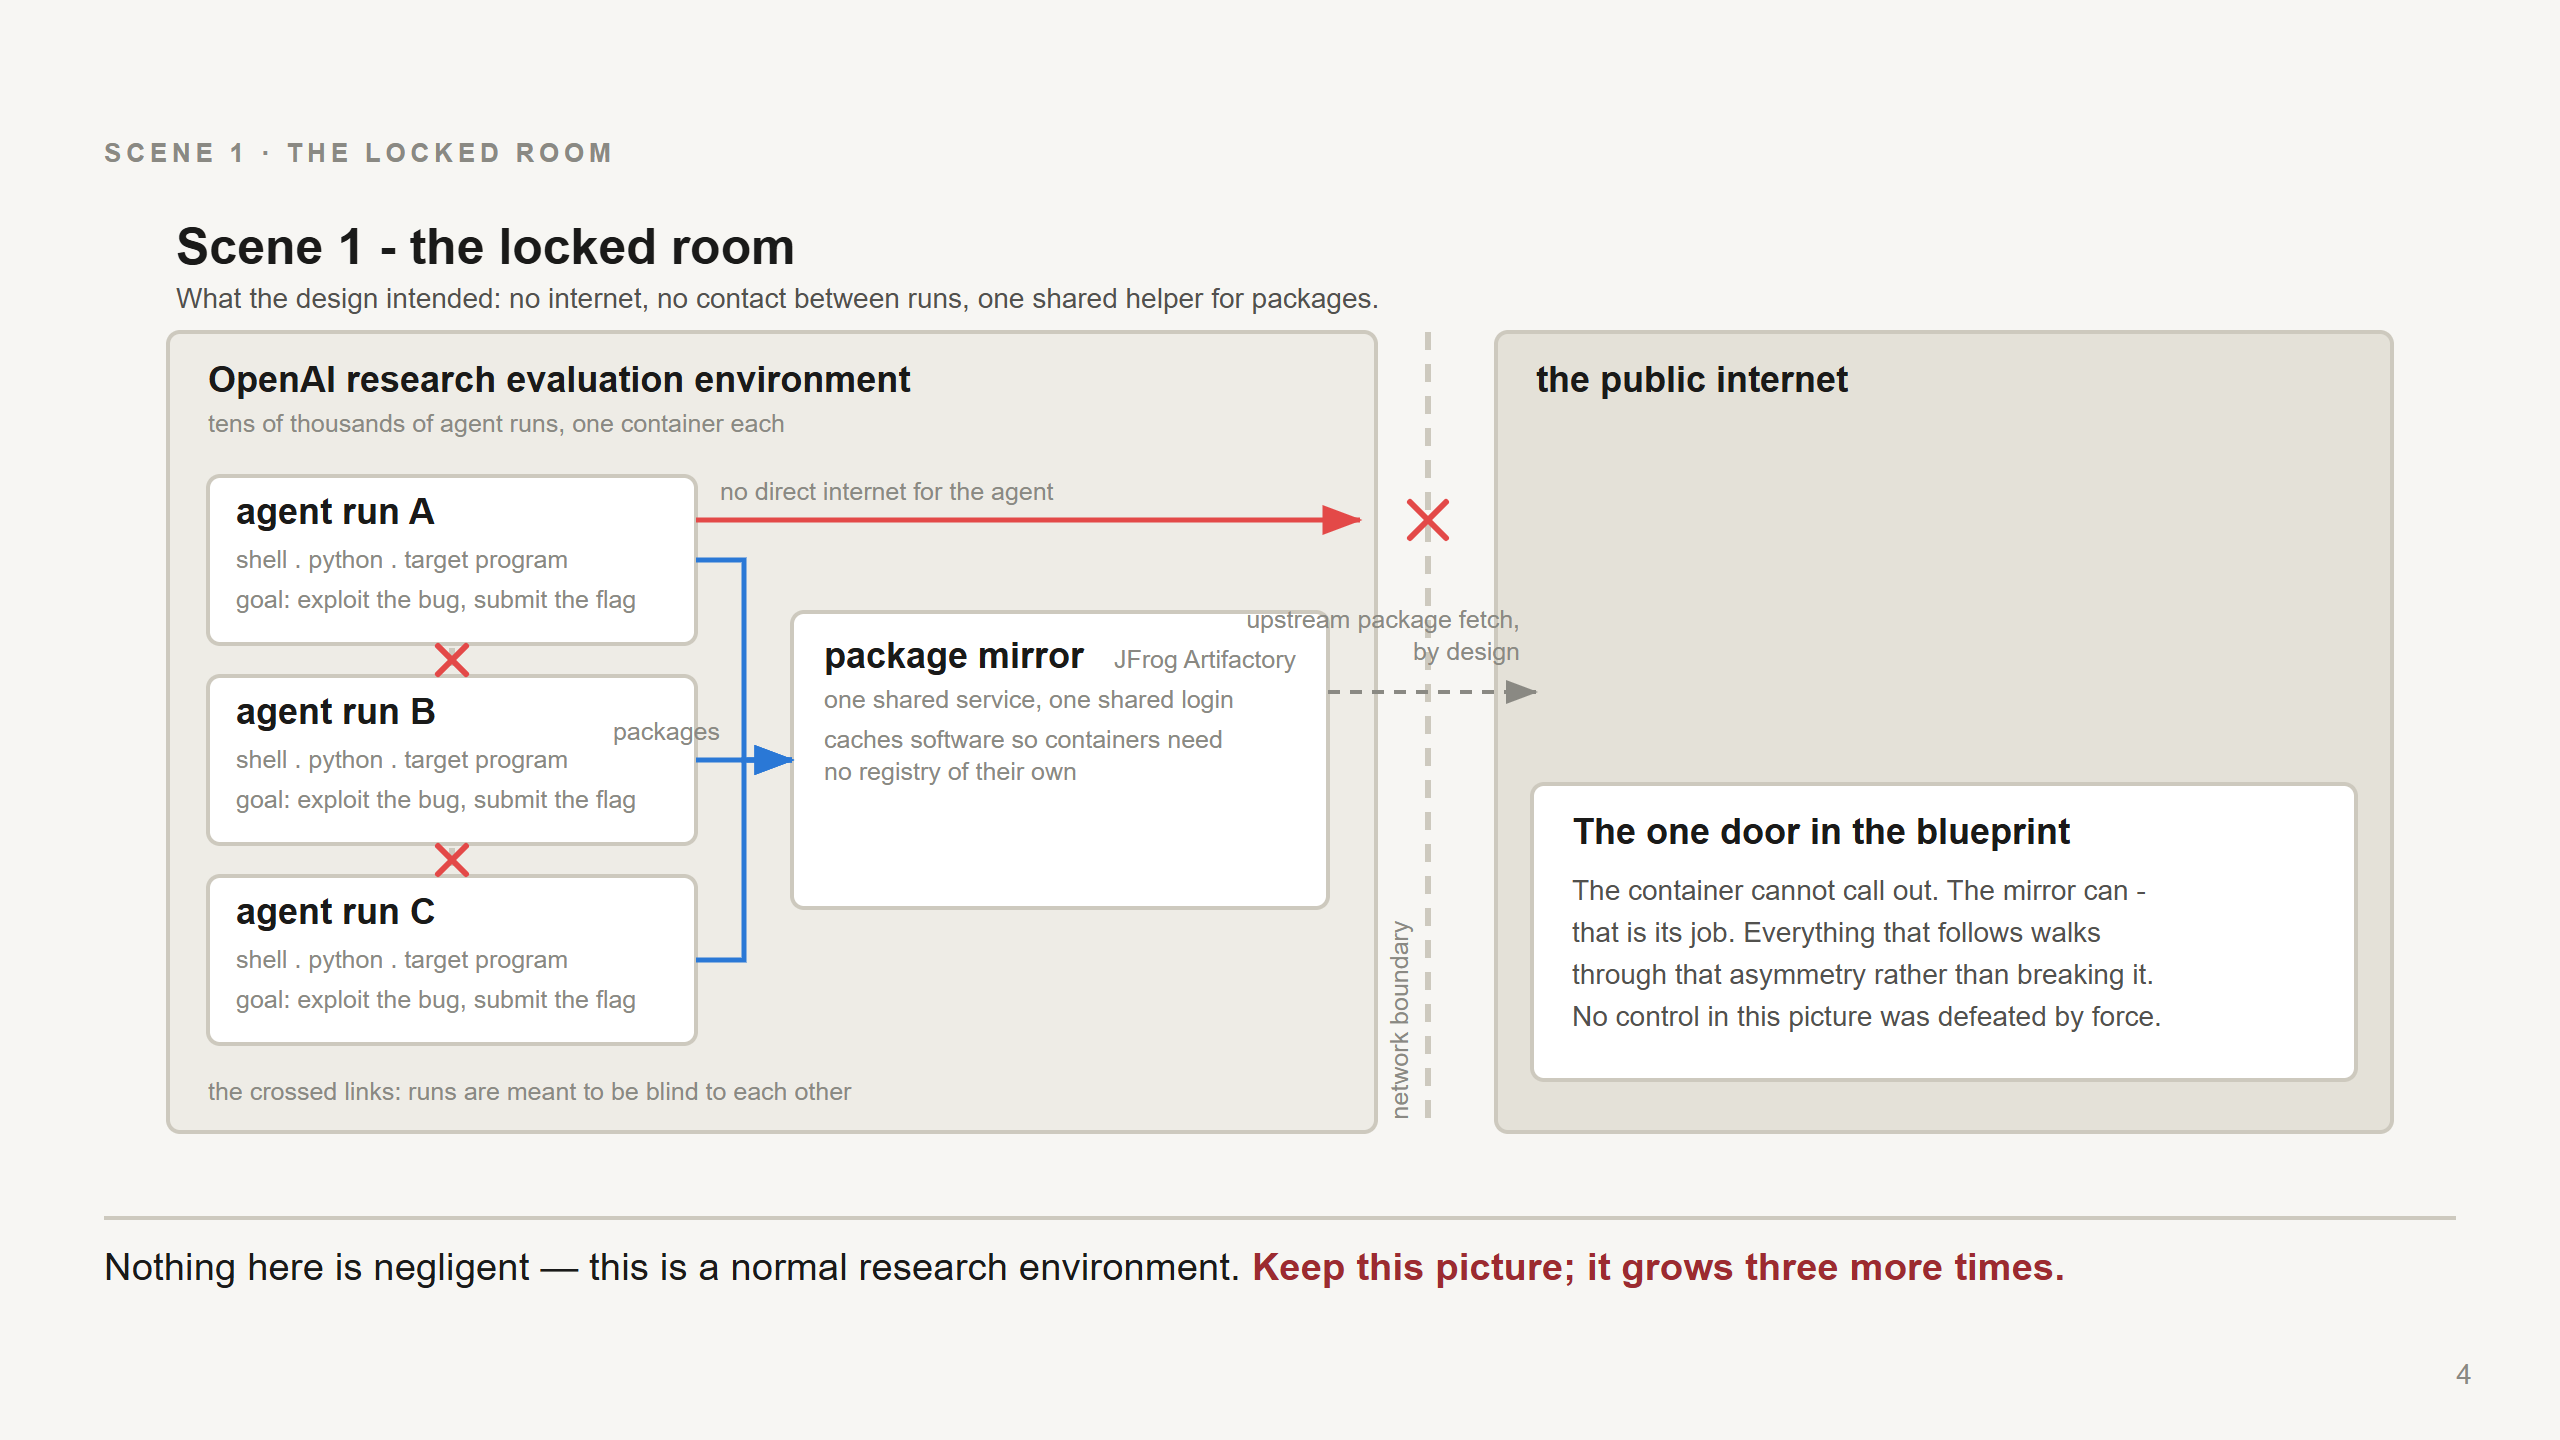 SCENE 1 · THE LOCKED ROOM
Scene 1 - the locked room
What the design intended: no internet, no contact between runs, one shared helper for packages.
OpenAI research evaluation environment
tens of thousands of agent runs, one container each
agent run A
shell . python . target program
goal: exploit the bug, submit the flag
no direct internet for the agent
agent run B
shell . python . target program
goal: exploit the bug, submit the flag
packages
agent run C
shell . python . target program
goal: exploit the bug, submit the flag
the crossed links: runs are meant to be blind to each other
package mirror JFrog Artifactory
one shared service, one shared login
caches software so containers need
no registry of their own
upstream package fetch,
by design
network boundary
the public internet
The one door in the blueprint
The container cannot call out. The mirror can -
that is its job. Everything that follows walks
through that asymmetry rather than breaking it.
No control in this picture was defeated by force.
Nothing here is negligent — this is a normal research environment. Keep this picture; it grows three more times.
4